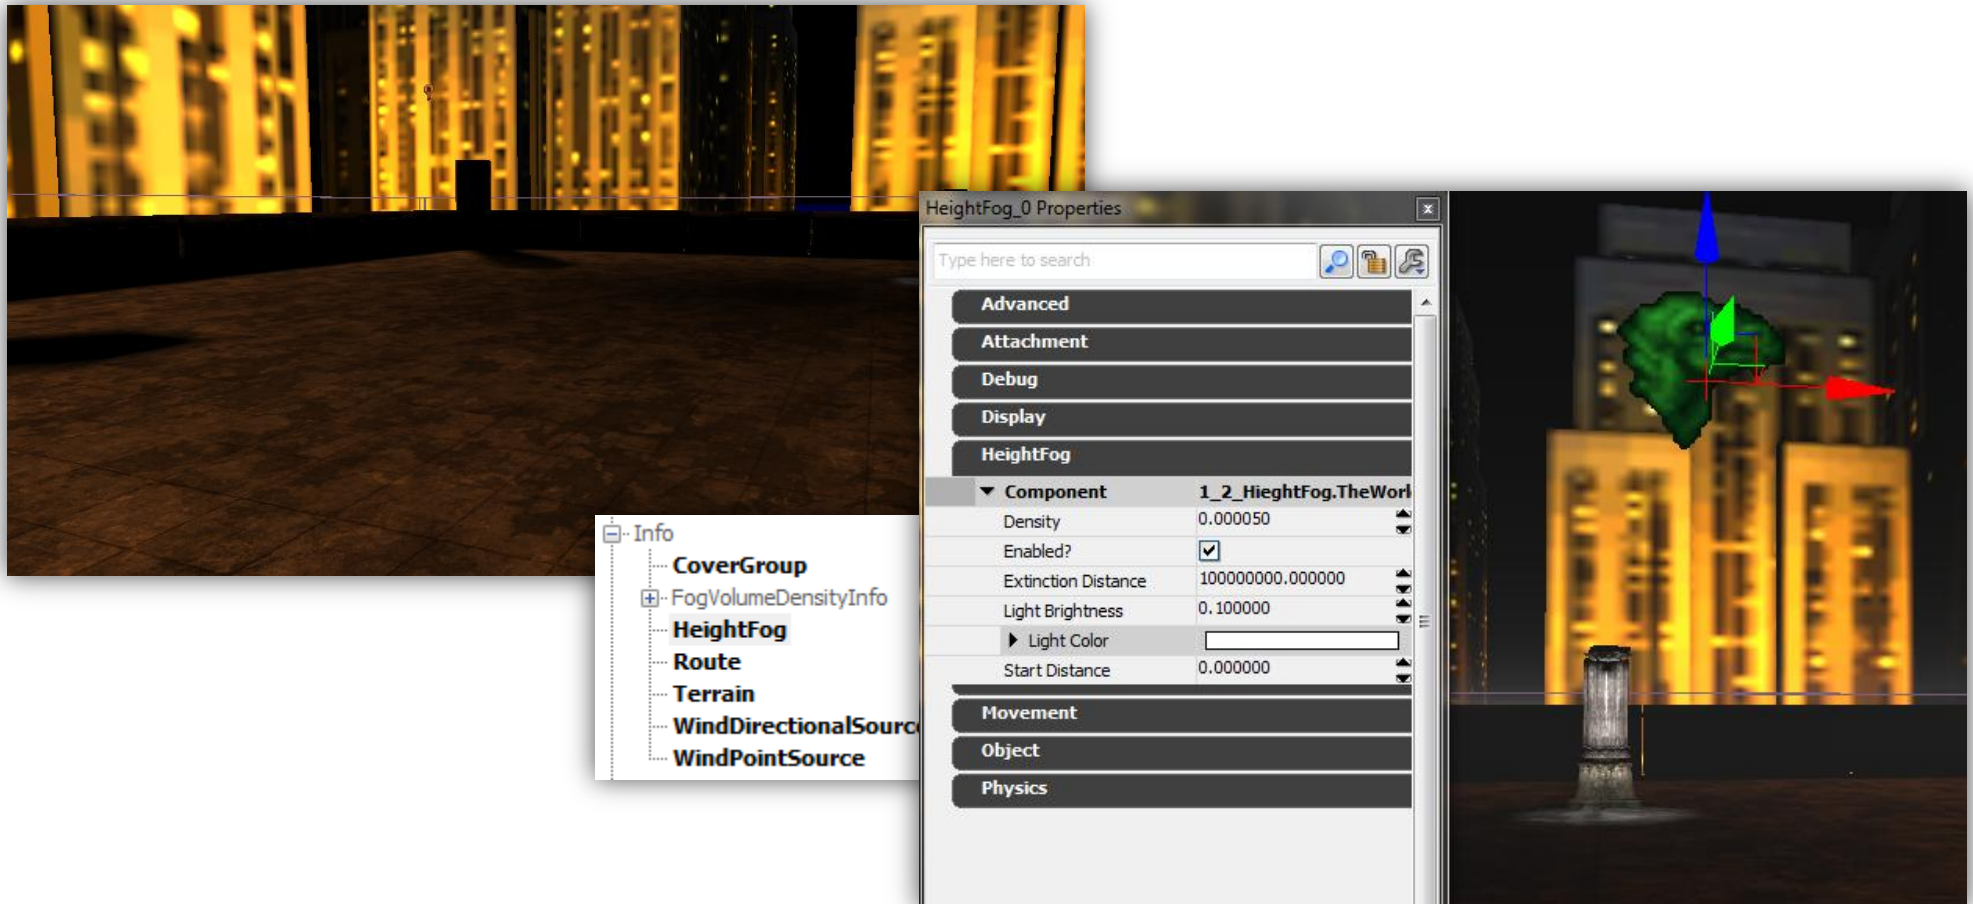 Info
CoverGroup
FogVolumeDensityInfo
HeightFog
Route
Terrain
WindDirectionalSource
WindPointSource
HeightFog_0 Properties
x
Type here to search
Advanced
Attachment
Debug
Display
HeightFog
Component 1_2_HieghtFog.TheWorl
Density 0.000050
Enabled?
Extinction Distance 100000000.000000
Light Brightness 0.100000
Light Color
Start Distance 0.000000
Movement
Object
Physics